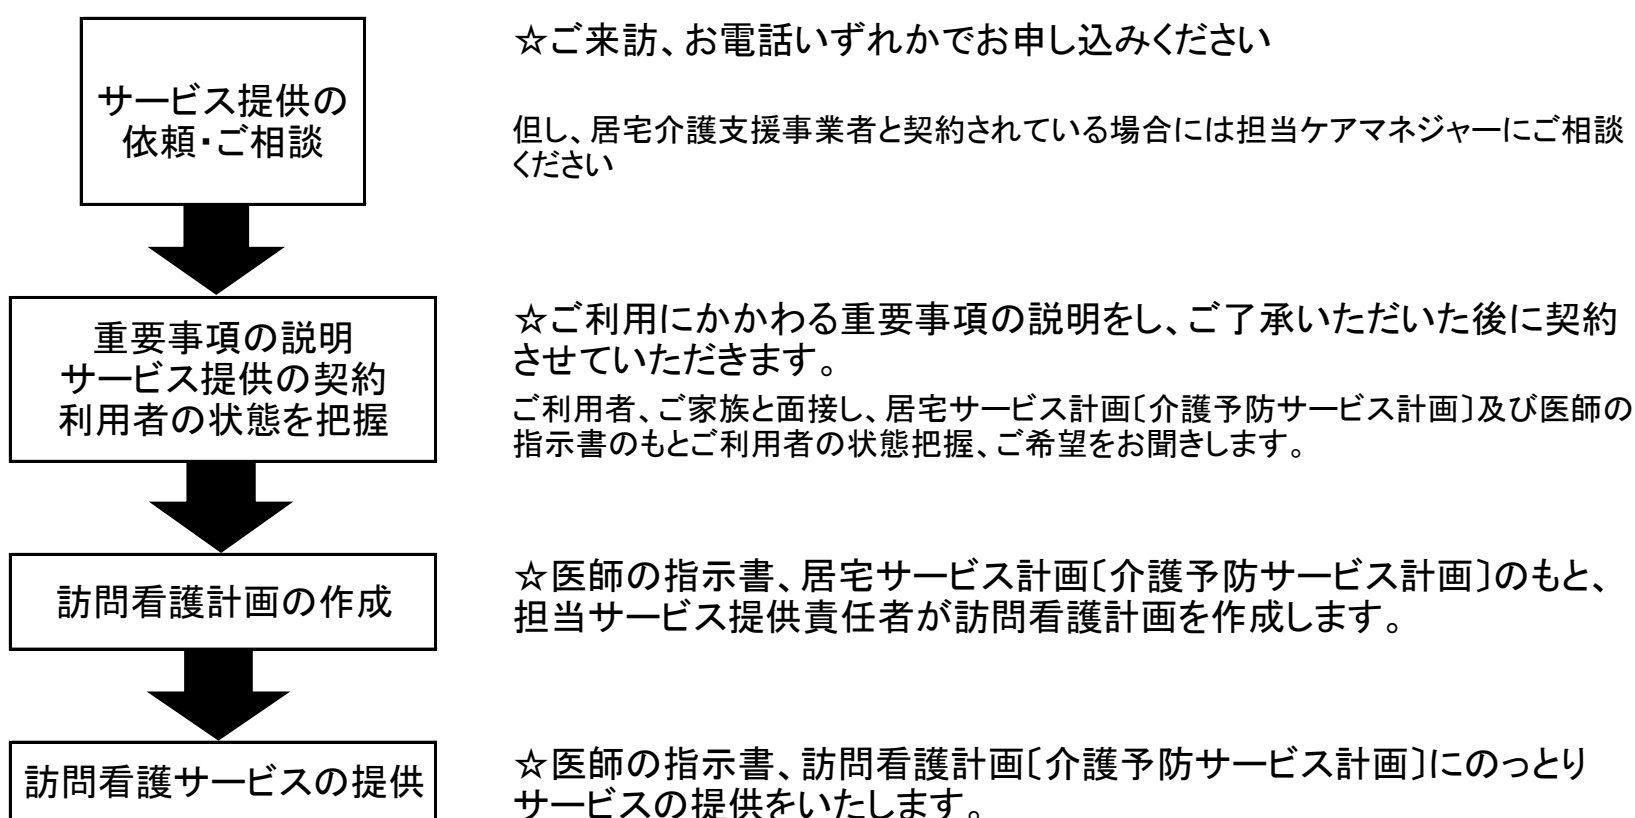 サービス提供の
依頼・ご相談
☆ご来訪、お電話いずれかでお申し込みください
但し、居宅介護支援事業者と契約されている場合には担当ケアマネジャーにご相談
ください
重要事項の説明
サービス提供の契約
利用者の状態を把握
☆ご利用にかかわる重要事項の説明をし、ご了承いただいた後に契約
させていただきます。
ご利用者、ご家族と面接し、居宅サービス計画〔介護予防サービス計画〕及び医師の
指示書のもとご利用者の状態把握、ご希望をお聞きします。
訪問看護計画の作成
☆医師の指示書、居宅サービス計画〔介護予防サービス計画〕のもと、
担当サービス提供責任者が訪問看護計画を作成します。
訪問看護サービスの提供
☆医師の指示書、訪問看護計画〔介護予防サービス計画〕にのっとり
サービスの提供をいたします。